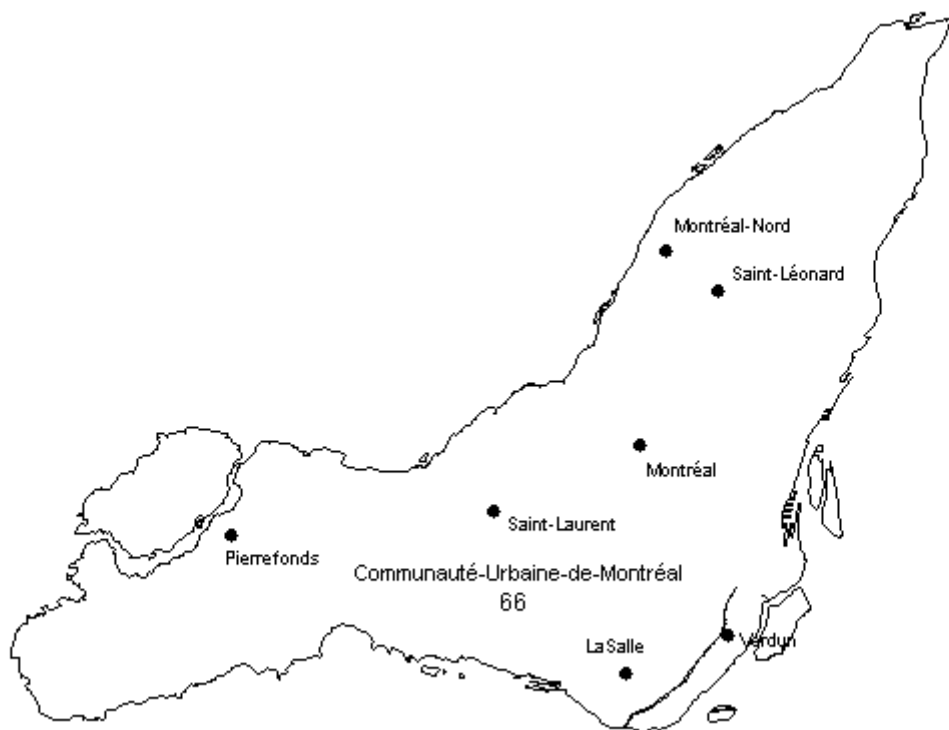 Montréal-Nord
Saint-Léonard
Montréal
Saint-Laurent
Pierrefonds
Communauté-Urbaine-de-Montréal
66
Verdun
LaSalle